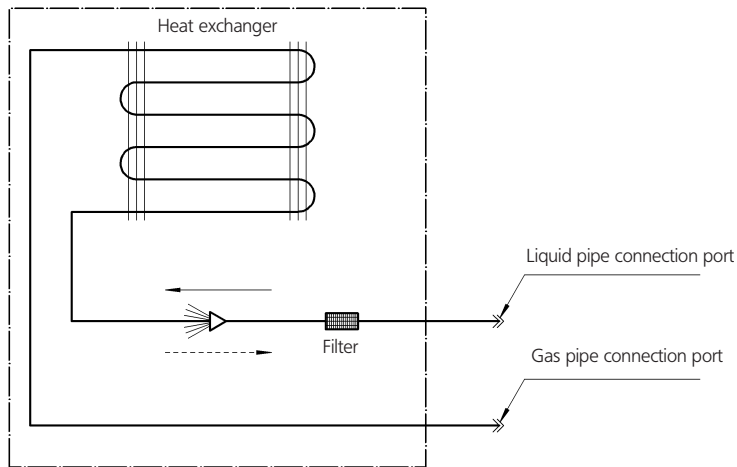 Heat exchanger
Liquid pipe connection port
Filter
Gas pipe connection port